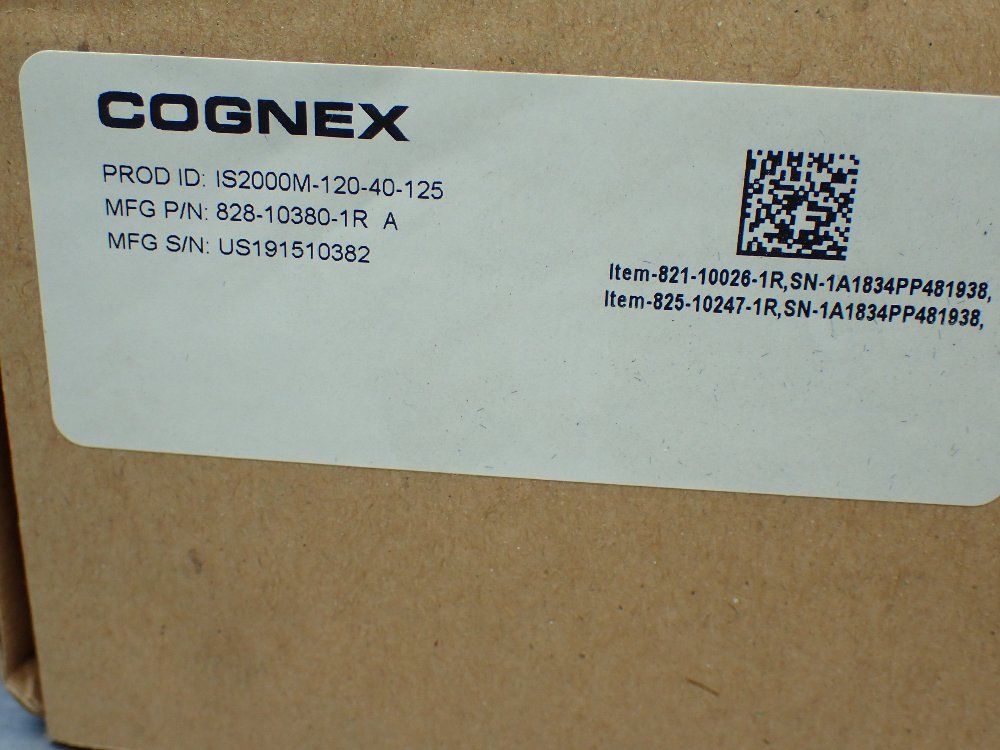 COGNEX
PROD ID: IS2000M-120-40-125
MFG P/N: 828-10380-1R A
MFG S/N: US191510382
Item-821-10026-1R,SN-1A1834PP481938,
Item-825-10247-1R,SN-1A1834PP481938,